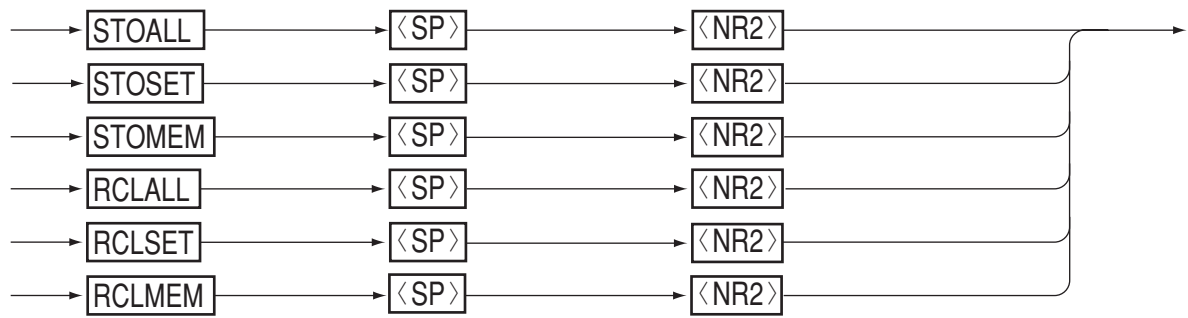 STOALL 〈SP〉 〈NR2〉
STOSET 〈SP〉 〈NR2〉
STOMEM 〈SP〉 〈NR2〉
RCLALL 〈SP〉 〈NR2〉
RCLSET 〈SP〉 〈NR2〉
RCLMEM 〈SP〉 〈NR2〉